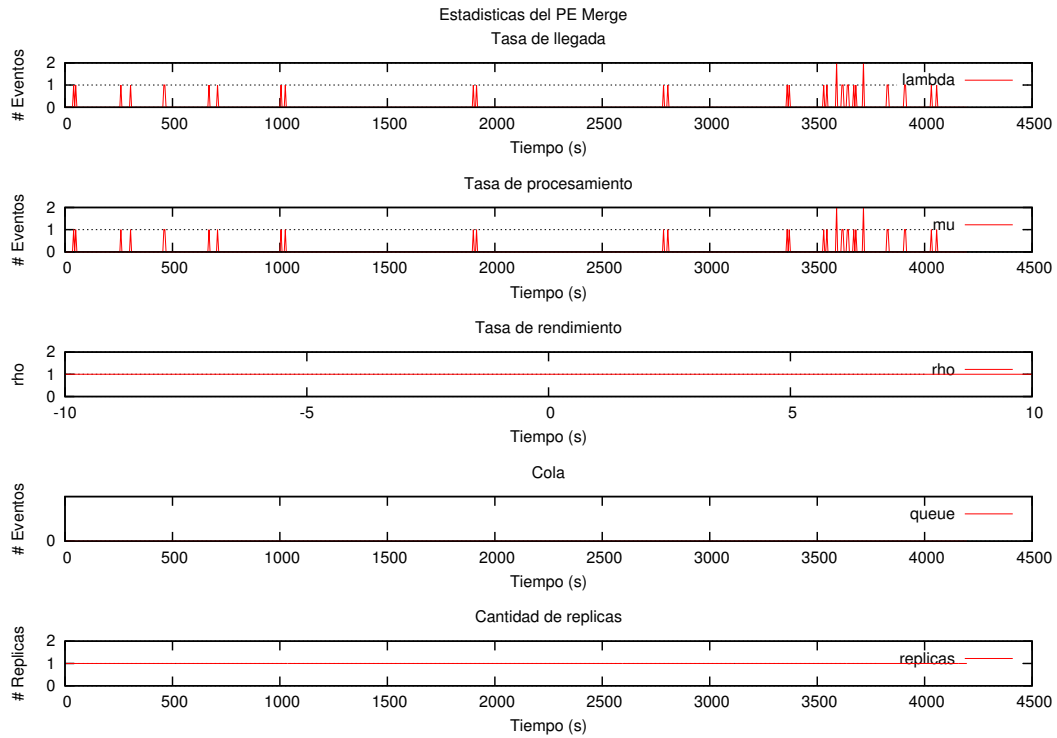 Estadisticas del PE Merge
Tasa de llegada
# Eventos
2
1
0
lambda
0 500 1000 1500 2000 2500 3000 3500 4000 4500
Tiempo (s)
Tasa de procesamiento
# Eventos
2
1
0
mu
0 500 1000 1500 2000 2500 3000 3500 4000 4500
Tiempo (s)
Tasa de rendimiento
rho
2
1
0
rho
-10 -5 0 5 10
Tiempo (s)
Cola
# Eventos
0
queue
0 500 1000 1500 2000 2500 3000 3500 4000 4500
Tiempo (s)
Cantidad de replicas
# Replicas
2
1
0
replicas
0 500 1000 1500 2000 2500 3000 3500 4000 4500
Tiempo (s)